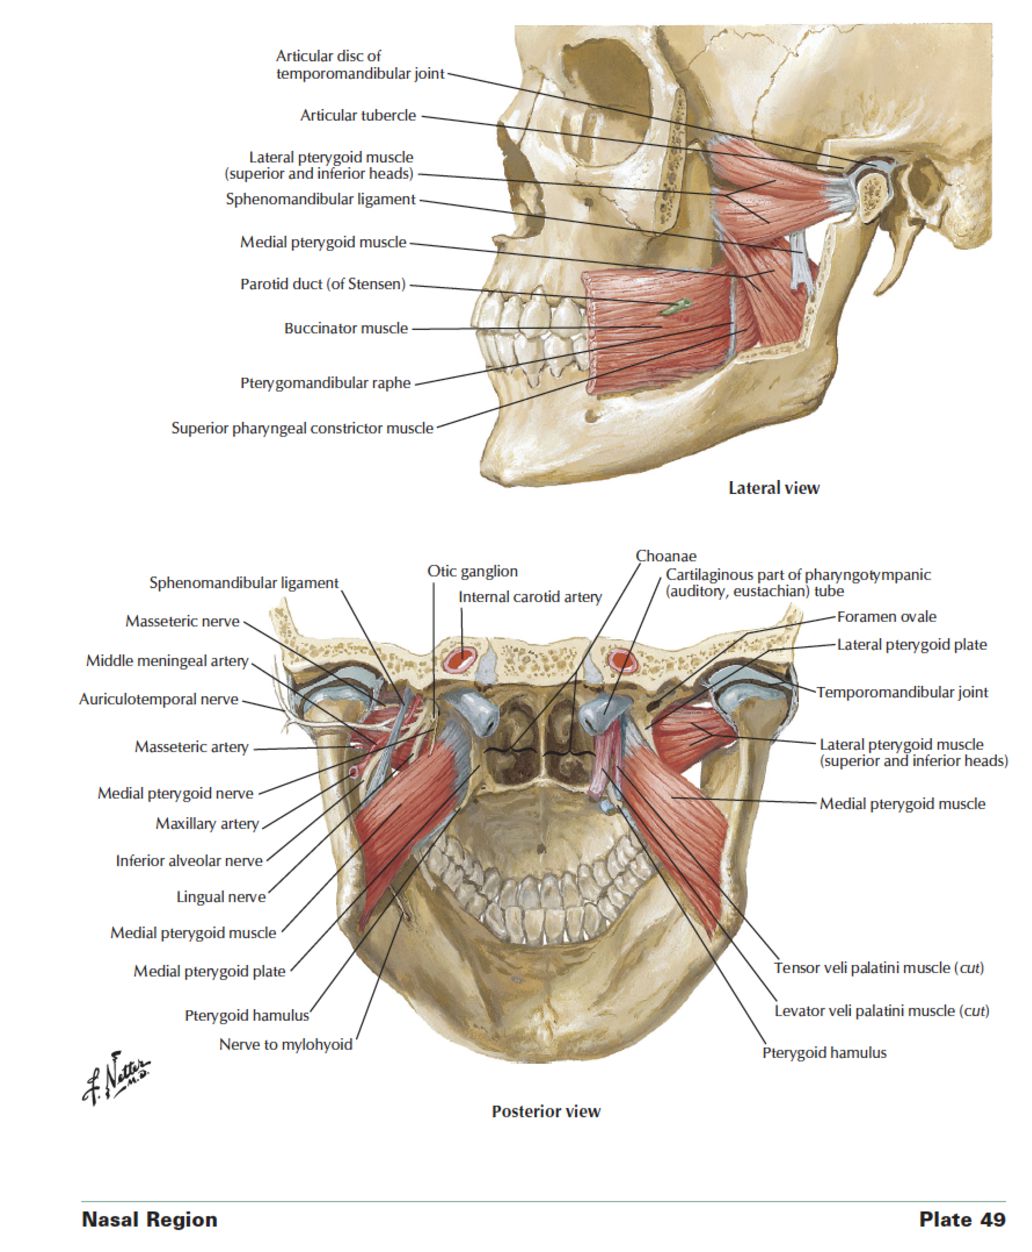 Articular disc of
temporomandibular joint
Articular tubercle
Lateral pterygoid muscle
(superior and inferior heads)
Sphenomandibular ligament
Medial pterygoid muscle
Parotid duct (of Stensen)
Buccinator muscle
Pterygomandibular raphe
Superior pharyngeal constrictor muscle
Lateral view
Choanae
Otic ganglion
Cartilaginous part of pharyngotympanic
(auditory, eustachian) tube
Sphenomandibular ligament
Internal carotid artery
Foramen ovale
Masseteric nerve
Lateral pterygoid plate
Middle meningeal artery
Temporomandibular joint
Auriculotemporal nerve
Masseteric artery
Lateral pterygoid muscle
(superior and inferior heads)
Medial pterygoid nerve
Medial pterygoid muscle
Maxillary artery
Inferior alveolar nerve
Lingual nerve
Medial pterygoid muscle
Medial pterygoid plate
Tensor veli palatini muscle (cut)
Pterygoid hamulus
Levator veli palatini muscle (cut)
Nerve to mylohyoid
Pterygoid hamulus
F. Netter
M.D.
Posterior view
Nasal Region
Plate 49